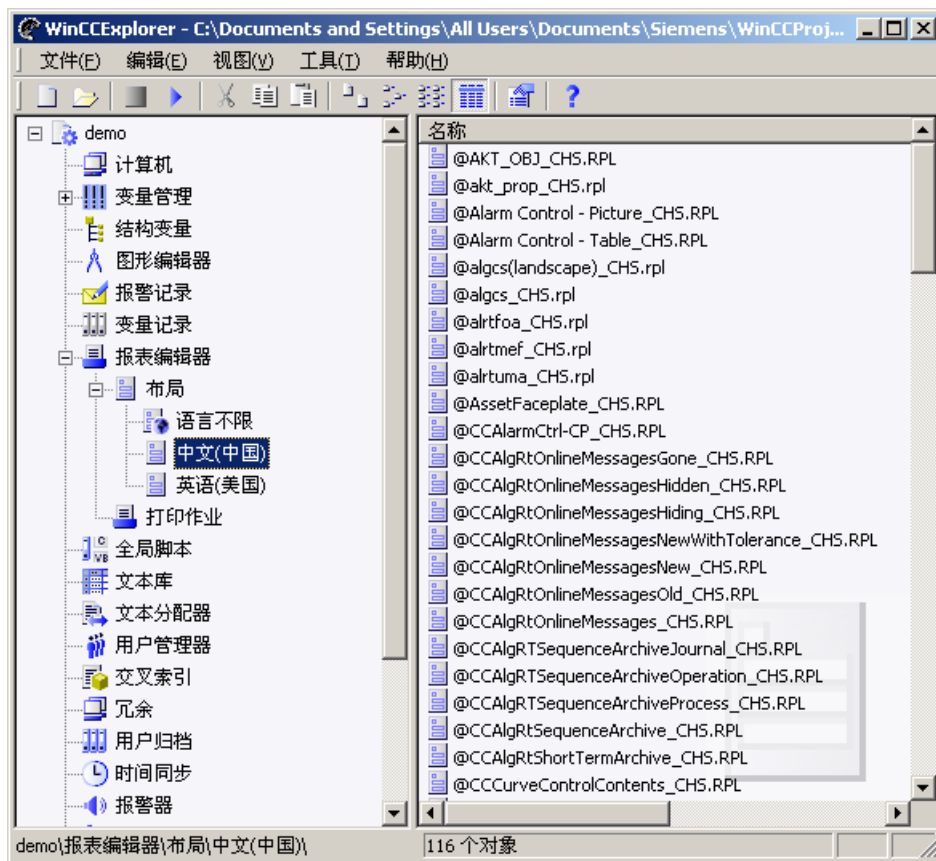 WinCCExplorer - C:\Documents and Settings\All Users\Documents\Siemens\WinCCProj...
文件(F) 编辑(E) 视图(V) 工具(T) 帮助(H)
demo
计算机
变量管理
结构变量
图形编辑器
报警记录
变量记录
报表编辑器
布局
语言不限
中文(中国)
英语(美国)
打印作业
全局脚本
文本库
文本分配器
用户管理器
交叉索引
冗余
用户归档
时间同步
报警器
名称
@AKT_OBJ_CHS.RPL
@akt_prop_CHS.rpl
@Alarm Control - Picture_CHS.RPL
@Alarm Control - Table_CHS.RPL
@algcs(landscape)_CHS.rpl
@algcs_CHS.rpl
@alrtfoa_CHS.rpl
@alrtmef_CHS.rpl
@alrtuma_CHS.rpl
@AssetFaceplate_CHS.RPL
@CCAlarmCtrl-CP_CHS.RPL
@CCAlgRtOnlineMessagesGone_CHS.RPL
@CCAlgRtOnlineMessagesHidden_CHS.RPL
@CCAlgRtOnlineMessagesHiding_CHS.RPL
@CCAlgRtOnlineMessagesNewWithTolerance_CHS.RPL
@CCAlgRtOnlineMessagesNew_CHS.RPL
@CCAlgRtOnlineMessagesOld_CHS.RPL
@CCAlgRtOnlineMessages_CHS.RPL
@CCAlgRTSequenceArchiveJournal_CHS.RPL
@CCAlgRTSequenceArchiveOperation_CHS.RPL
@CCAlgRTSequenceArchiveProcess_CHS.RPL
@CCAlgRtSequenceArchive_CHS.RPL
@CCAlgRtShortTermArchive_CHS.RPL
@CCCurveControlContents_CHS.RPL
demo\报表编辑器\布局\中文(中国)\
116 个对象